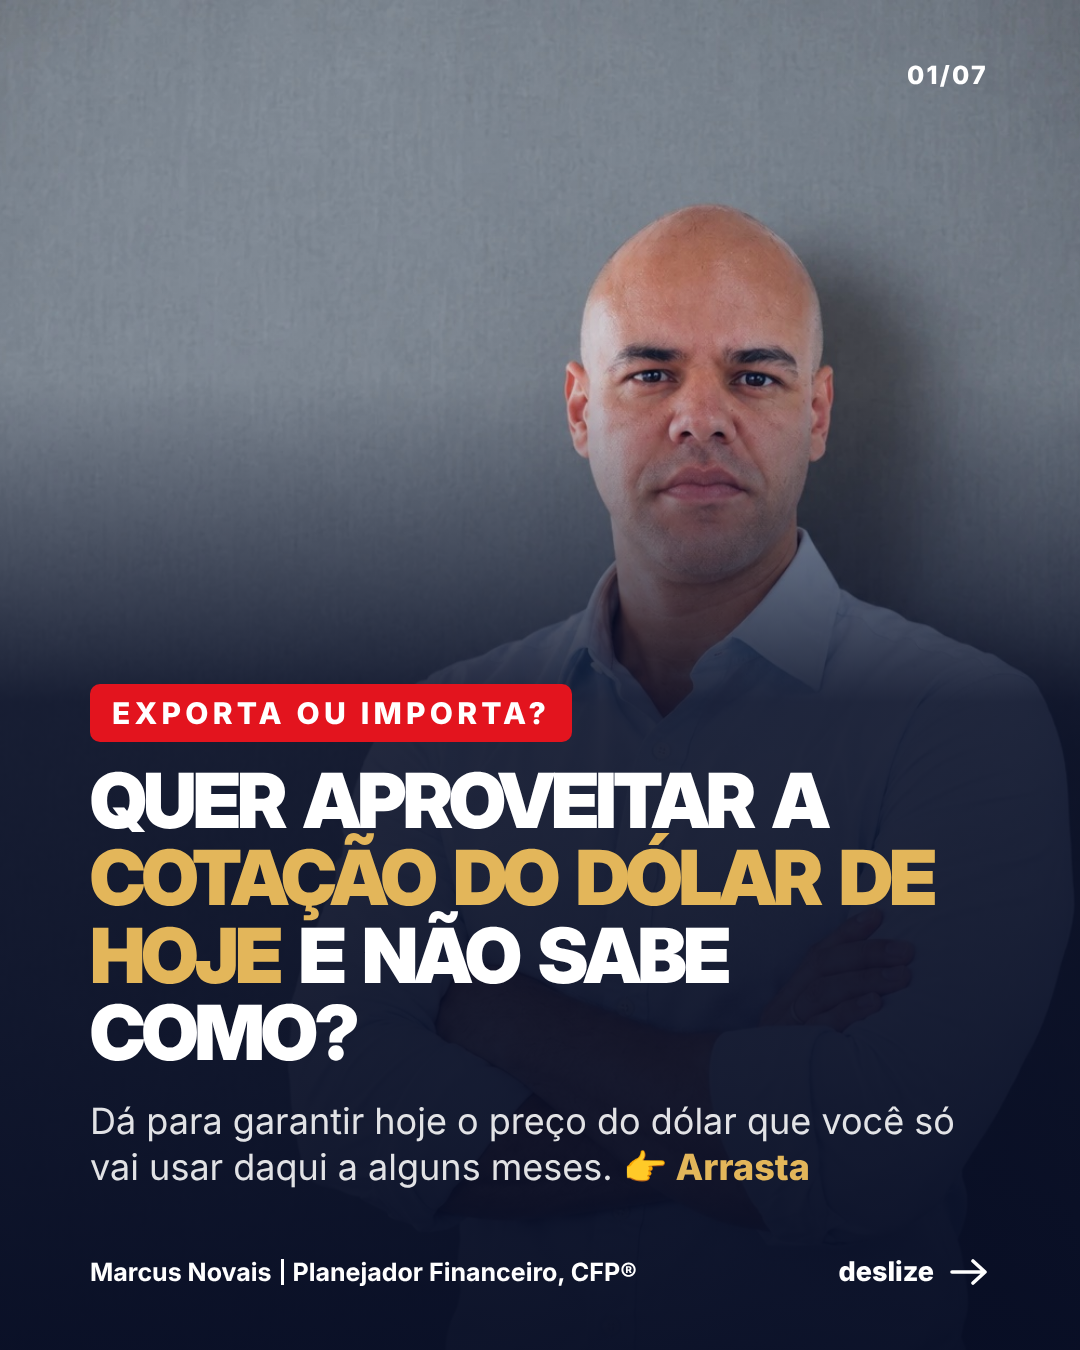 01/07
EXPORTA OU IMPORTA?
QUER APROVEITAR A
COTAÇÃO DO DÓLAR DE
HOJE E NÃO SABE
COMO?
Dá para garantir hoje o preço do dólar que você só
vai usar daqui a alguns meses. 👉 Arrasta
Marcus Novais | Planejador Financeiro, CFP®
deslize →